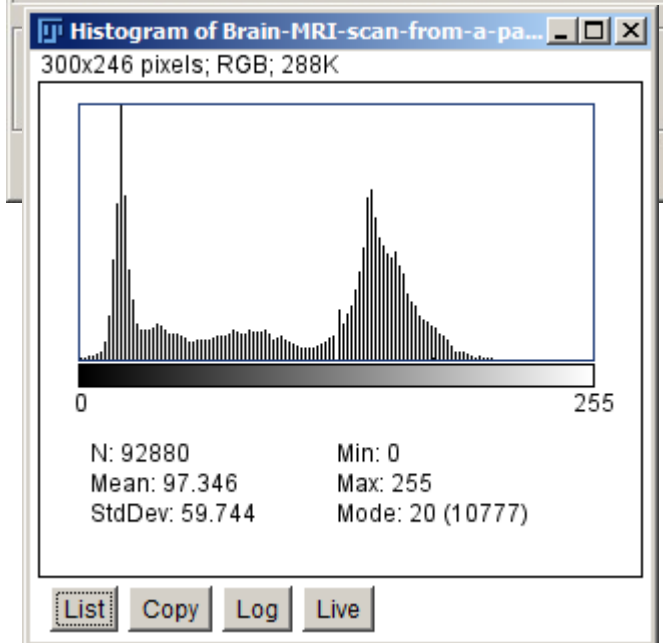 Histogram of Brain-MRI-scan-from-a-pa...
300x246 pixels; RGB; 288K
0 255
N: 92880 Min: 0
Mean: 97.346 Max: 255
StdDev: 59.744 Mode: 20 (10777)
List Copy Log Live